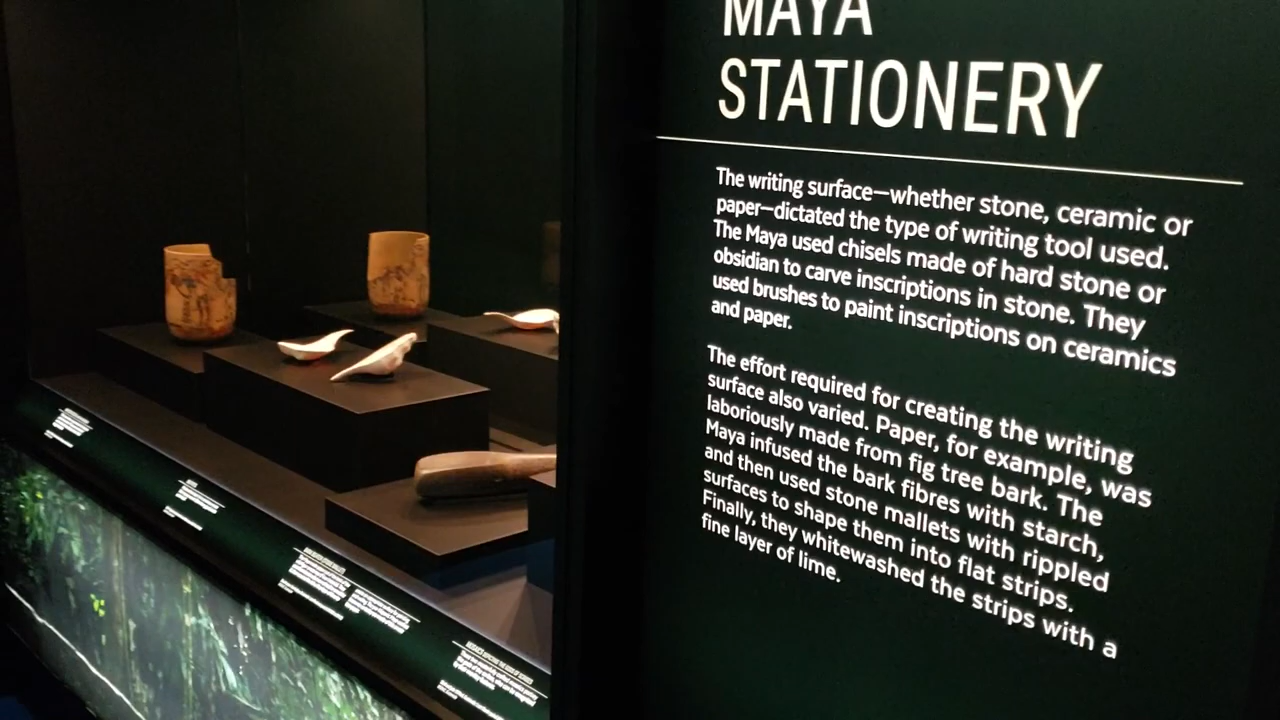 MAYA
STATIONERY
The writing surface—whether stone, ceramic or
paper—dictated the type of writing tool used.
The Maya used chisels made of hard stone or
obsidian to carve inscriptions in stone. They
used brushes to paint inscriptions on ceramics
and paper.
The effort required for creating the writing
surface also varied. Paper, for example, was
laboriously made from fig tree bark. The
Maya infused the bark fibres with starch,
and then used stone mallets with rippled
surfaces to shape them into flat strips.
Finally, they whitewashed the strips with a
fine layer of lime.